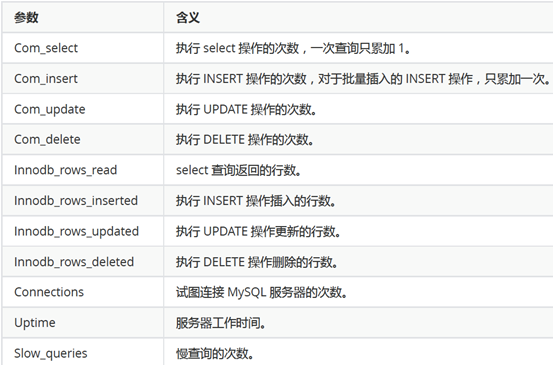 参数 含义
Com_select 执行 select 操作的次数，一次查询只累加 1。
Com_insert 执行 INSERT 操作的次数，对于批量插入的 INSERT 操作，只累加一次。
Com_update 执行 UPDATE 操作的次数。
Com_delete 执行 DELETE 操作的次数。
Innodb_rows_read select 查询返回的行数。
Innodb_rows_inserted 执行 INSERT 操作插入的行数。
Innodb_rows_updated 执行 UPDATE 操作更新的行数。
Innodb_rows_deleted 执行 DELETE 操作删除的行数。
Connections 试图连接 MySQL 服务器的次数。
Uptime 服务器工作时间。
Slow_queries 慢查询的次数。